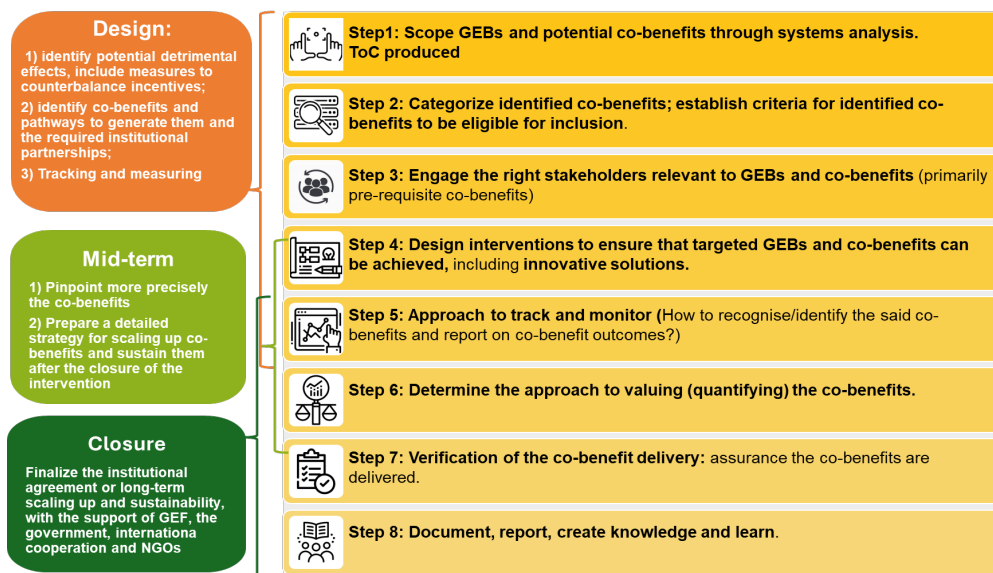 Design:
1) identify potential detrimental
effects, include measures to
counterbalance incentives;
2) identify co-benefits and
pathways to generate them and
the required institutional
partnerships;
3) Tracking and measuring
Mid-term
1) Pinpoint more precisely
the co-benefits
2) Prepare a detailed
strategy for scaling up co-
benefits and sustain them
after the closure of the
intervention
Closure
Finalize the institutional
agreement or long-term
scaling up and sustainability,
with the support of GEF, the
government, internationa
cooperation and NGOs
Step1: Scope GEBs and potential co-benefits through systems analysis.
ToC produced
Step 2: Categorize identified co-benefits; establish criteria for identified co-
benefits to be eligible for inclusion.
Step 3: Engage the right stakeholders relevant to GEBs and co-benefits (primarily
pre-requisite co-benefits)
Step 4: Design interventions to ensure that targeted GEBs and co-benefits can
be achieved, including innovative solutions.
Step 5: Approach to track and monitor (How to recognise/identify the said co-
benefits and report on co-benefit outcomes?)
Step 6: Determine the approach to valuing (quantifying) the co-benefits.
Step 7: Verification of the co-benefit delivery: assurance the co-benefits are
delivered.
Step 8: Document, report, create knowledge and learn.